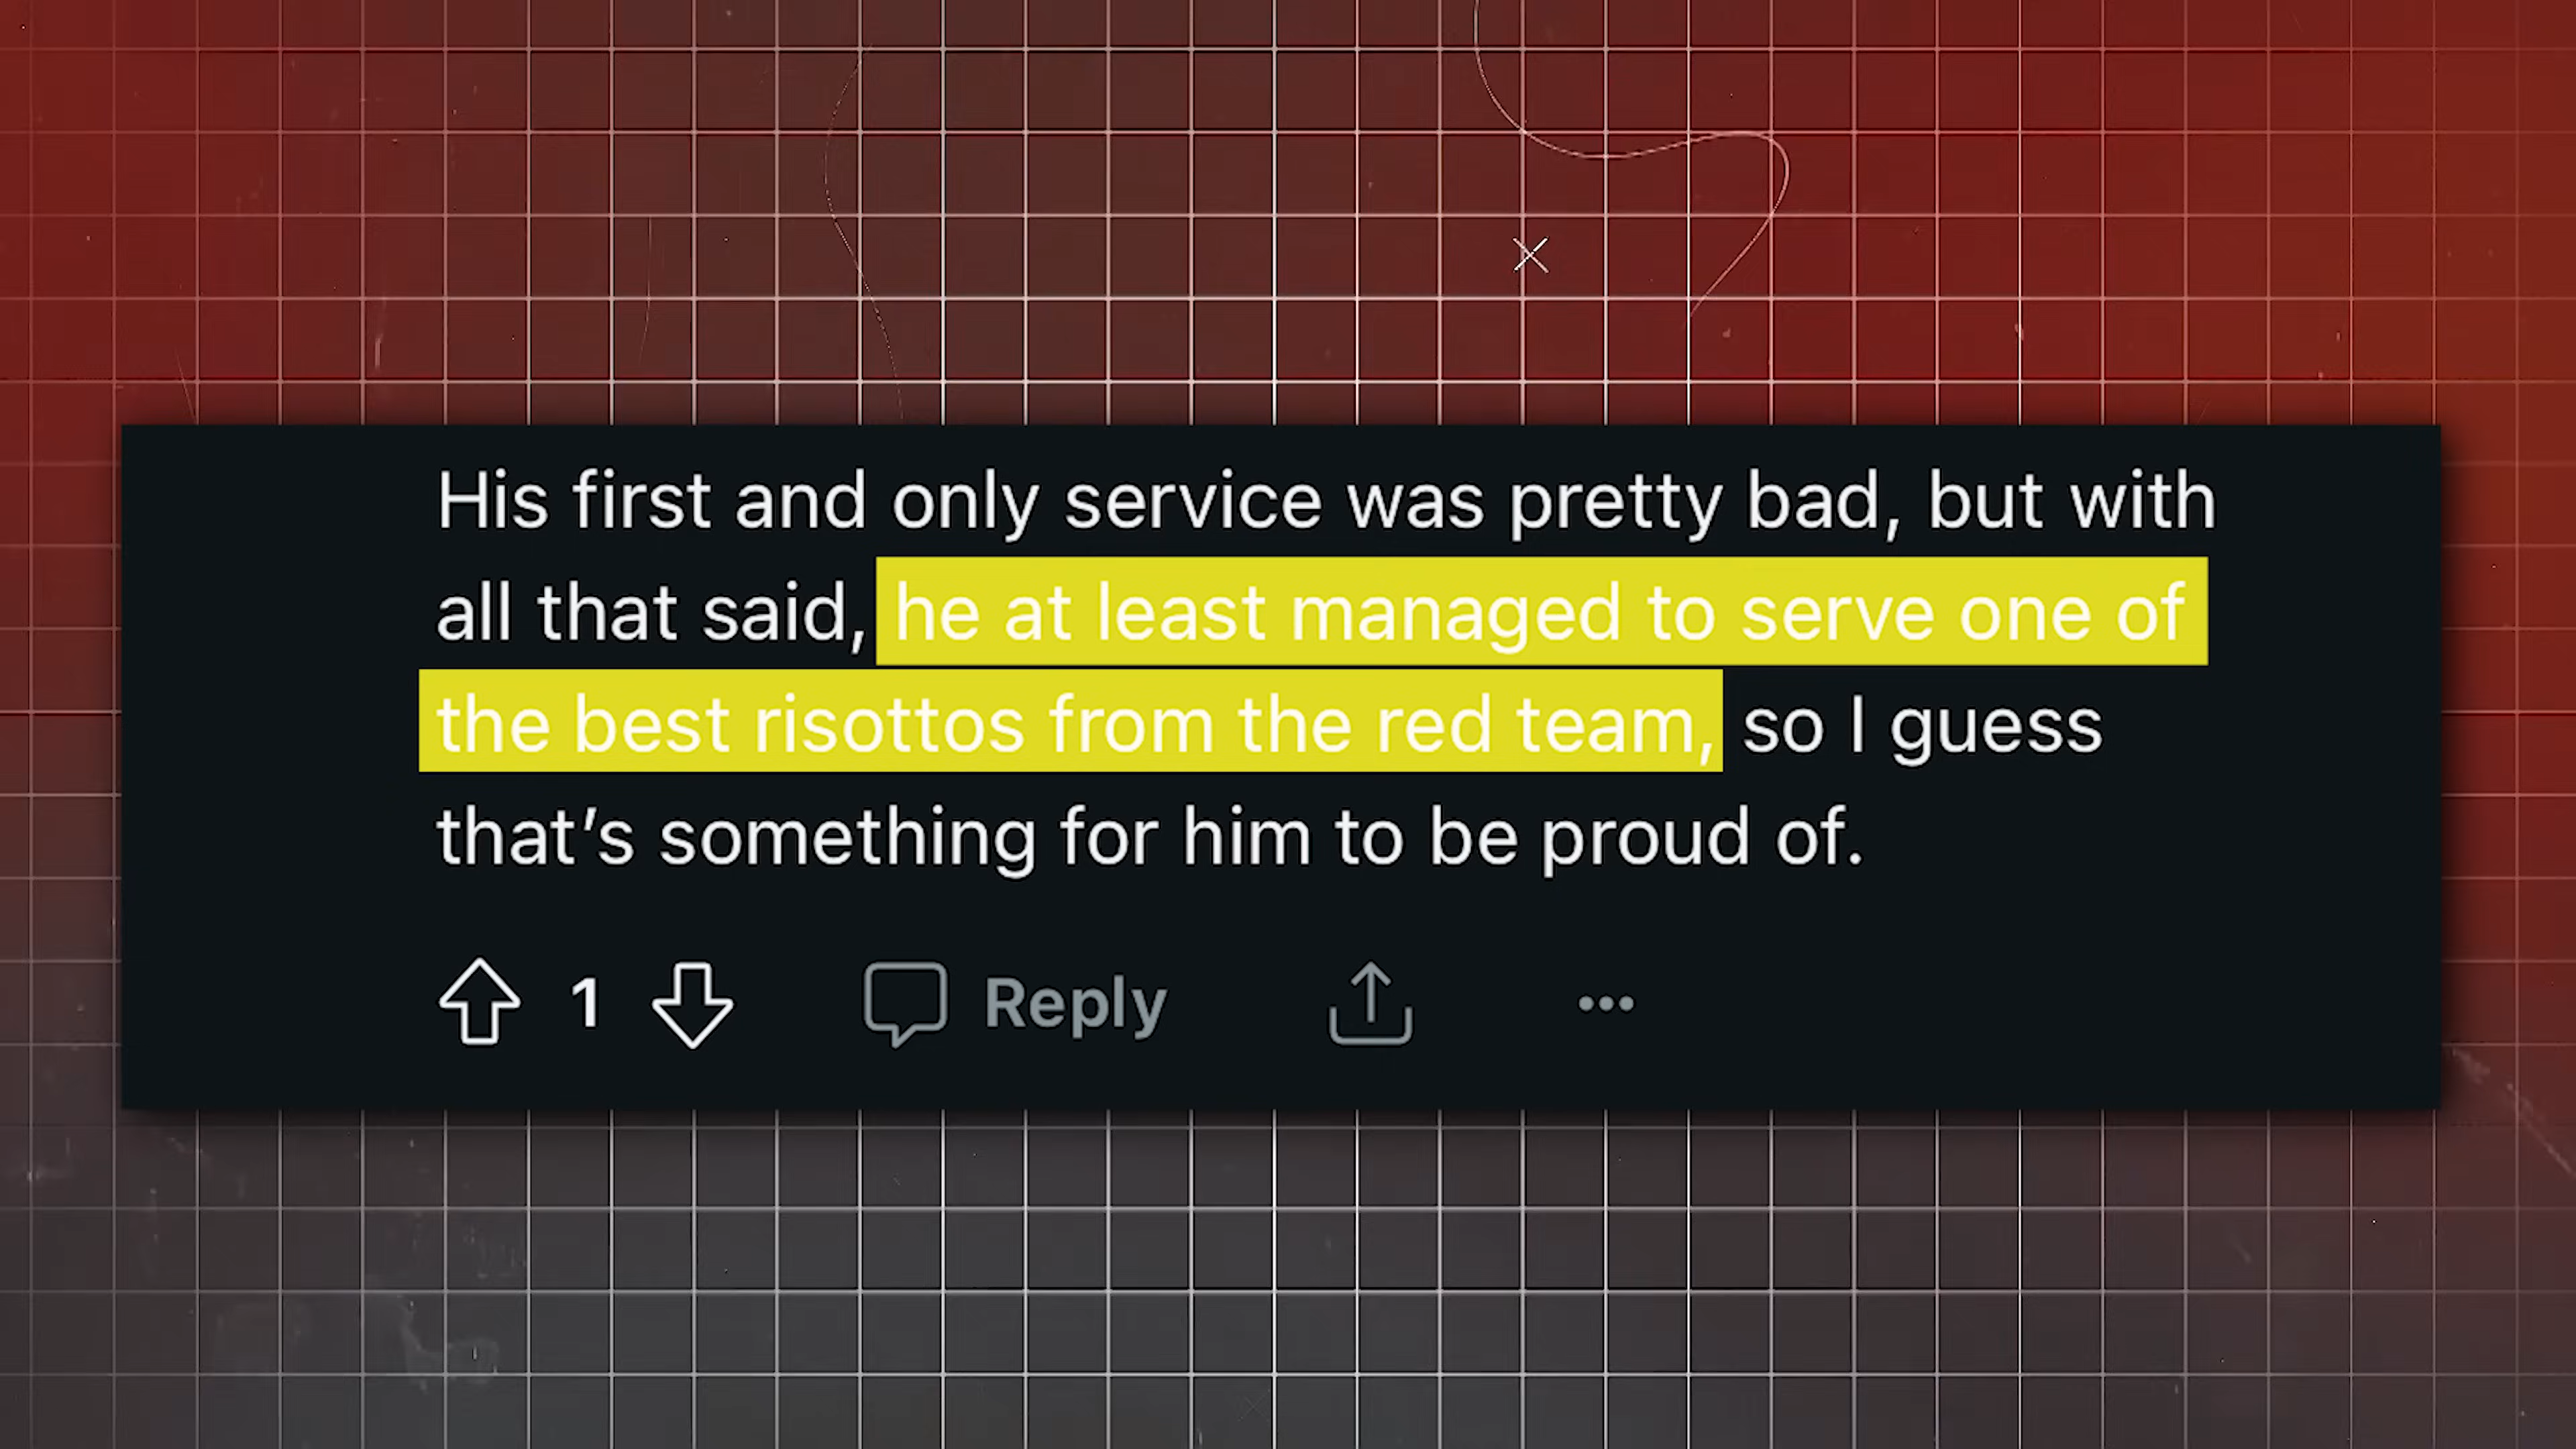 His first and only service was pretty bad, but with
all that said, he at least managed to serve one of
the best risottos from the red team, so I guess
that’s something for him to be proud of.
1 Reply